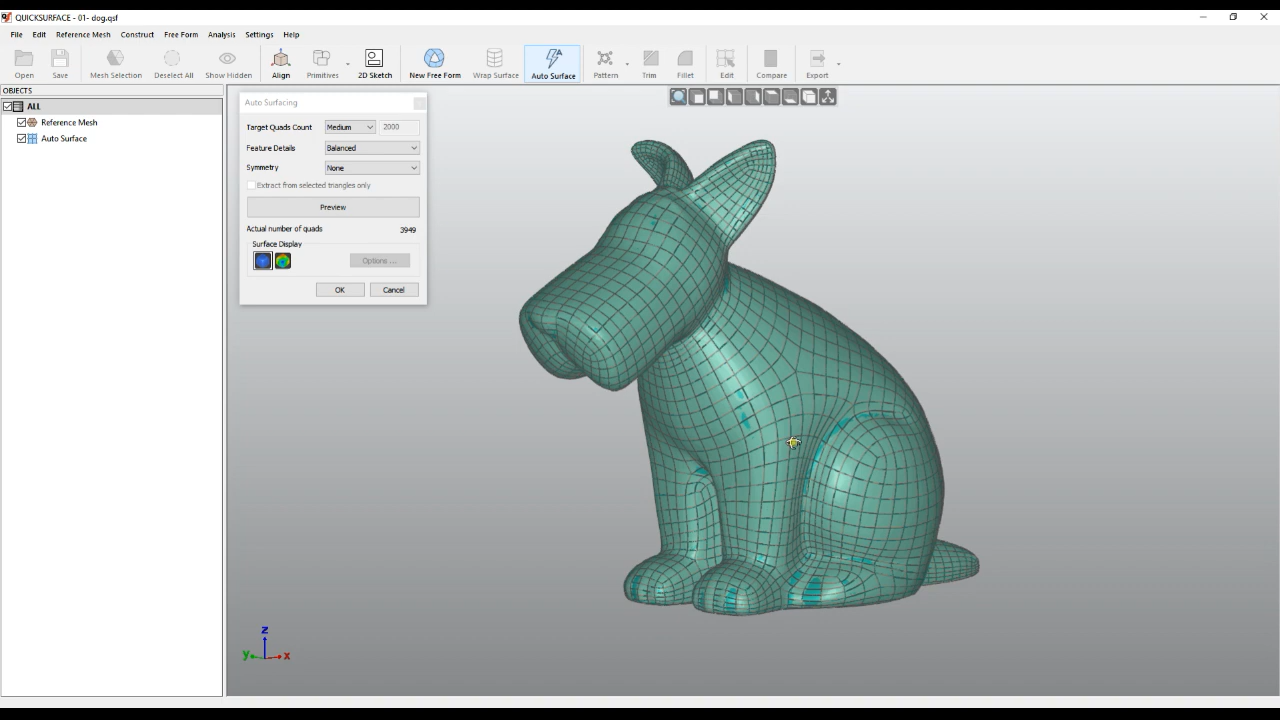 QUICKSURFACE - 01- dog.qsf
File Edit Reference Mesh Construct Free Form Analysis Settings Help
Open Save Mesh Selection Deselect All Show Hidden Align Primitives 2D Sketch New Free Form Wrap Surface Auto Surface Pattern Trim Fillet Edit Compare Export
OBJECTS
ALL
Reference Mesh
Auto Surface
Auto Surfacing
Target Quads Count Medium 2000
Feature Details Balanced
Symmetry None
Extract from selected triangles only
Preview
Actual number of quads 3949
Surface Display
Options ...
OK Cancel
z
y x